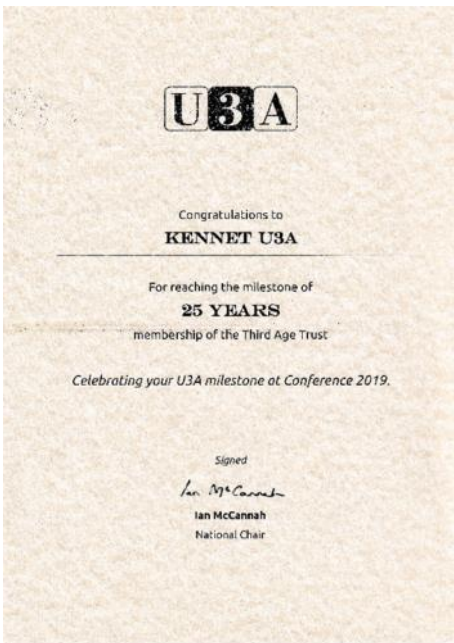 U3A
Congratulations to
KENNET U3A
For reaching the milestone of
25 YEARS
membership of the Third Age Trust
Celebrating your U3A milestone at Conference 2019.
Signed
Ian McCannah
Ian McCannah
National Chair